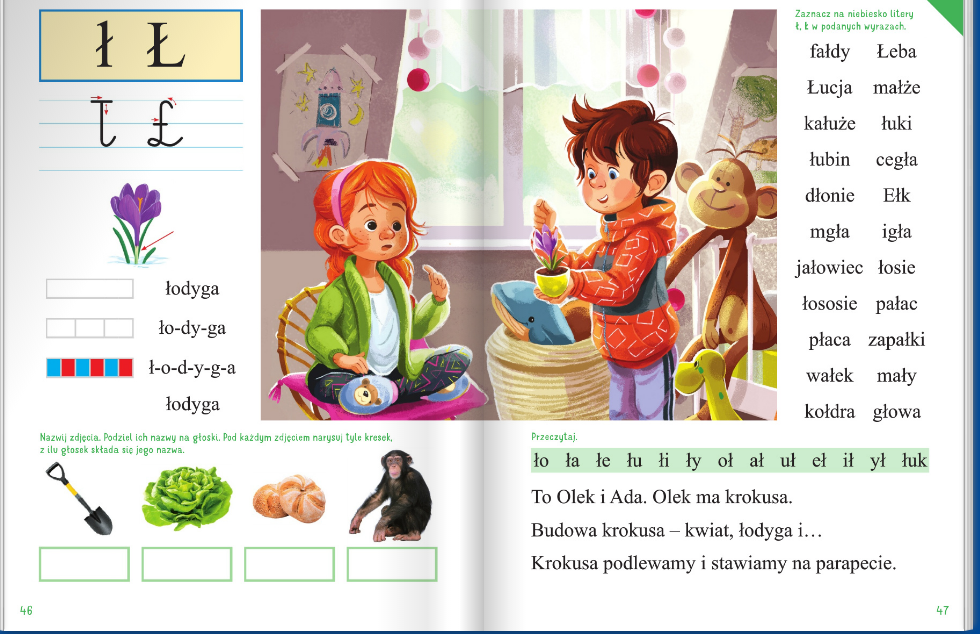 ł Ł
ł Ł
łodyga
ło-dy-ga
ł-o-d-y-g-a
łodyga
Nazwij zdjęcia. Podziel ich nazwy na głoski. Pod każdym zdjęciem narysuj tyle kresek,
z ilu głosek składa się jego nazwa.
46
Zaznacz na niebiesko litery
ł, Ł w podanych wyrazach.
fałdy Łeba
Łucja małże
kałuże łuki
łubin cegła
dłonie Ełk
mgła igła
jałowiec łosie
łososie pałac
płaca zapałki
wałek mały
kołdra głowa
Przeczytaj.
ło ła łe łu łi ły oł ał uł eł ił ył łuk
To Olek i Ada. Olek ma krokusa.
Budowa krokusa – kwiat, łodyga i…
Krokusa podlewamy i stawiamy na parapecie.
47